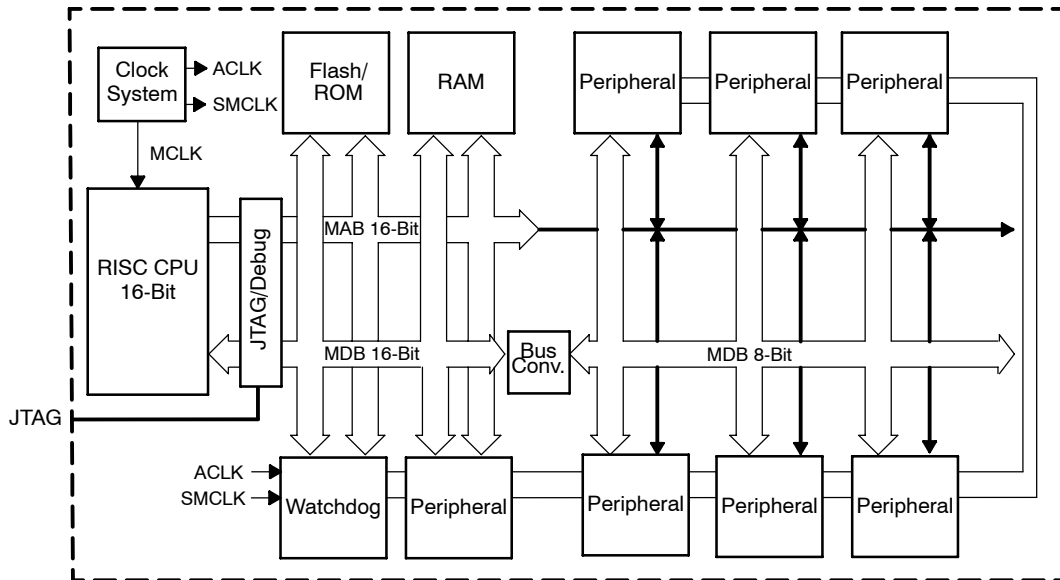 Clock
System
ACLK
SMCLK
MCLK
Flash/
ROM
RAM
Peripheral
Peripheral
Peripheral
RISC CPU
16-Bit
JTAG/Debug
MAB 16-Bit
MDB 16-Bit
Bus
Conv.
MDB 8-Bit
JTAG
ACLK
SMCLK
Watchdog
Peripheral
Peripheral
Peripheral
Peripheral